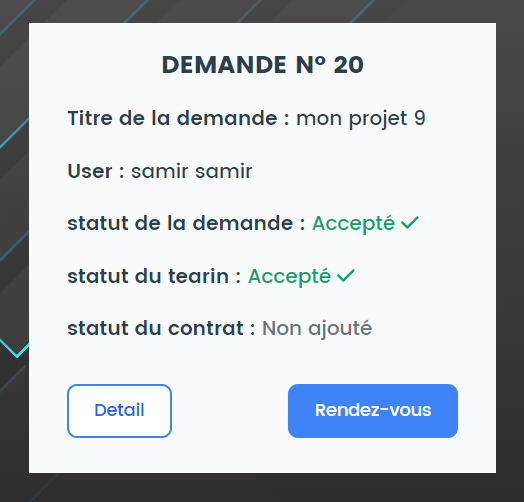 DEMANDE N° 20
Titre de la demande : mon projet 9
User : samir samir
statut de la demande : Accepté
statut du tearin : Accepté
statut du contrat : Non ajouté
Detail
Rendez-vous